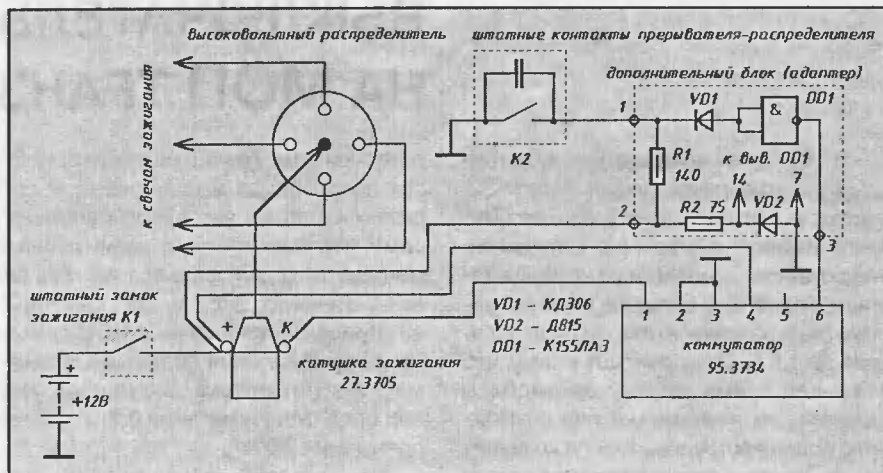 Высоковольтный распределитель
штатные контакты прерывателя-распределителя
дополнительный блок (адаптер)
к свечам зажигания
1
VD1
DD1
&
К2
R1
140
к выв. DD1
14
7
2
R2 75
VD2
3
штатный замок
зажигания К1
+
К
VD1 – КД306
VD2 – Д815
DD1 – К155ЛА3
1 2 3 4 5 6
коммутатор
95.3734
катушка зажигания
27.3705
+
+12В